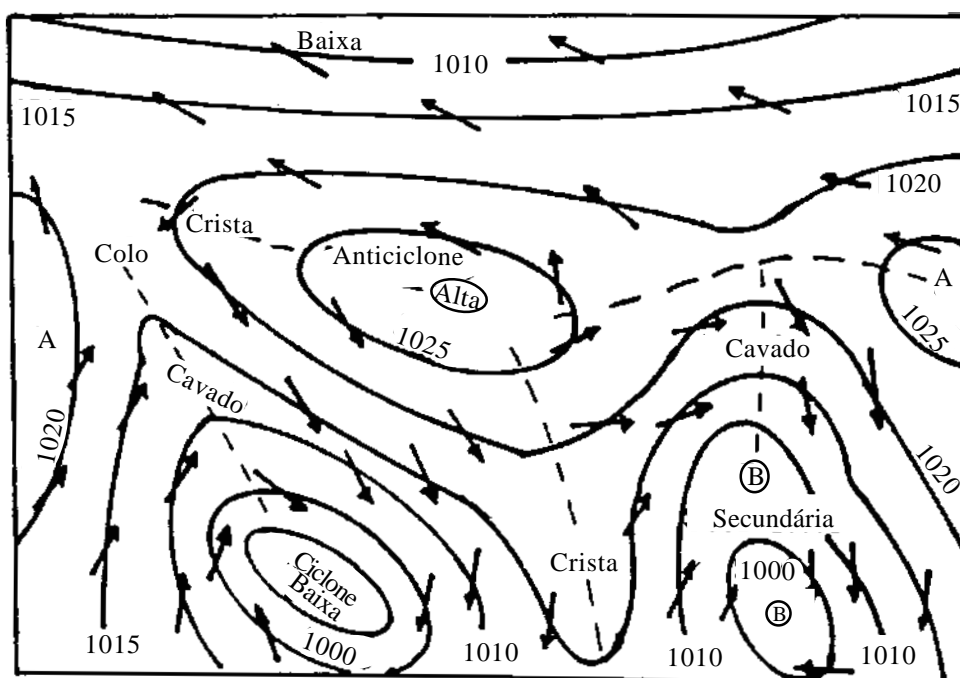 Baixa
1010
1015
1015
1020
Crista
Colo
Anticiclone
Alta
A
1025
A
1025
Cavado
Cavado
1020
1020
B
Secundária
Crista
Ciclone
Baixa
1000
1000
B
1015
1010
1010
1010